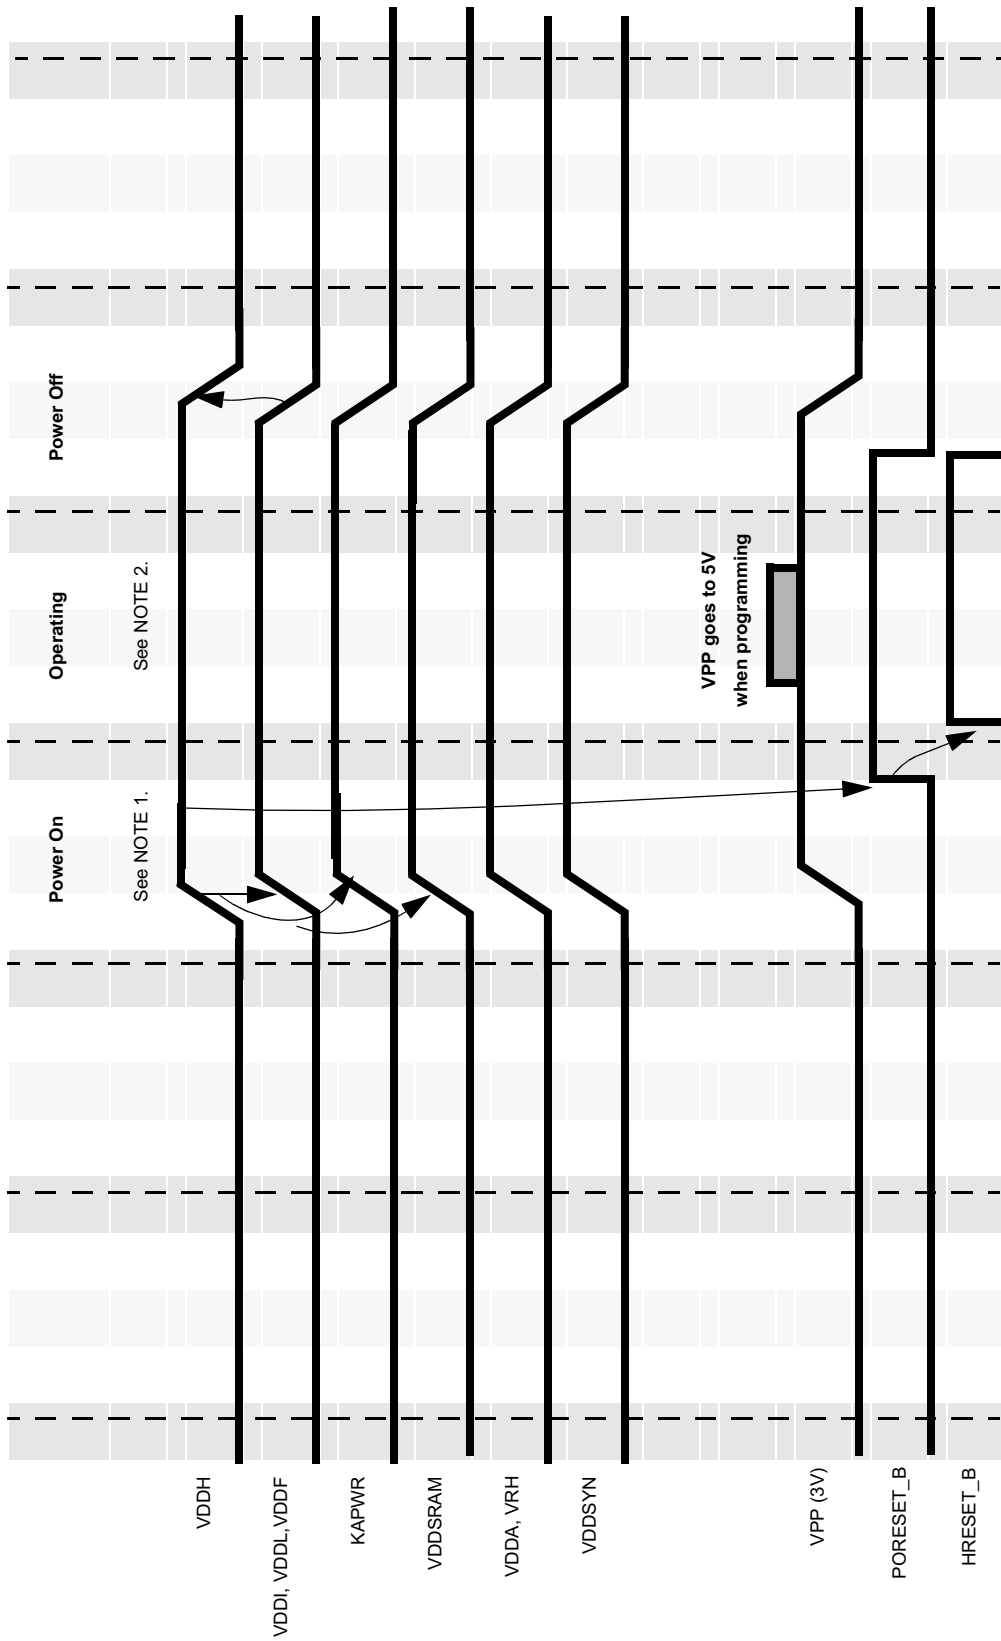 Power On
Operating
Power Off
See NOTE 1.
See NOTE 2.
VDDH
VDDI, VDDL,VDDF
KAPWR
VDDSRAM
VDDA, VRH
VDDSYN
VPP goes to 5V
when programming
VPP (3V)
PORESET_B
HRESET_B